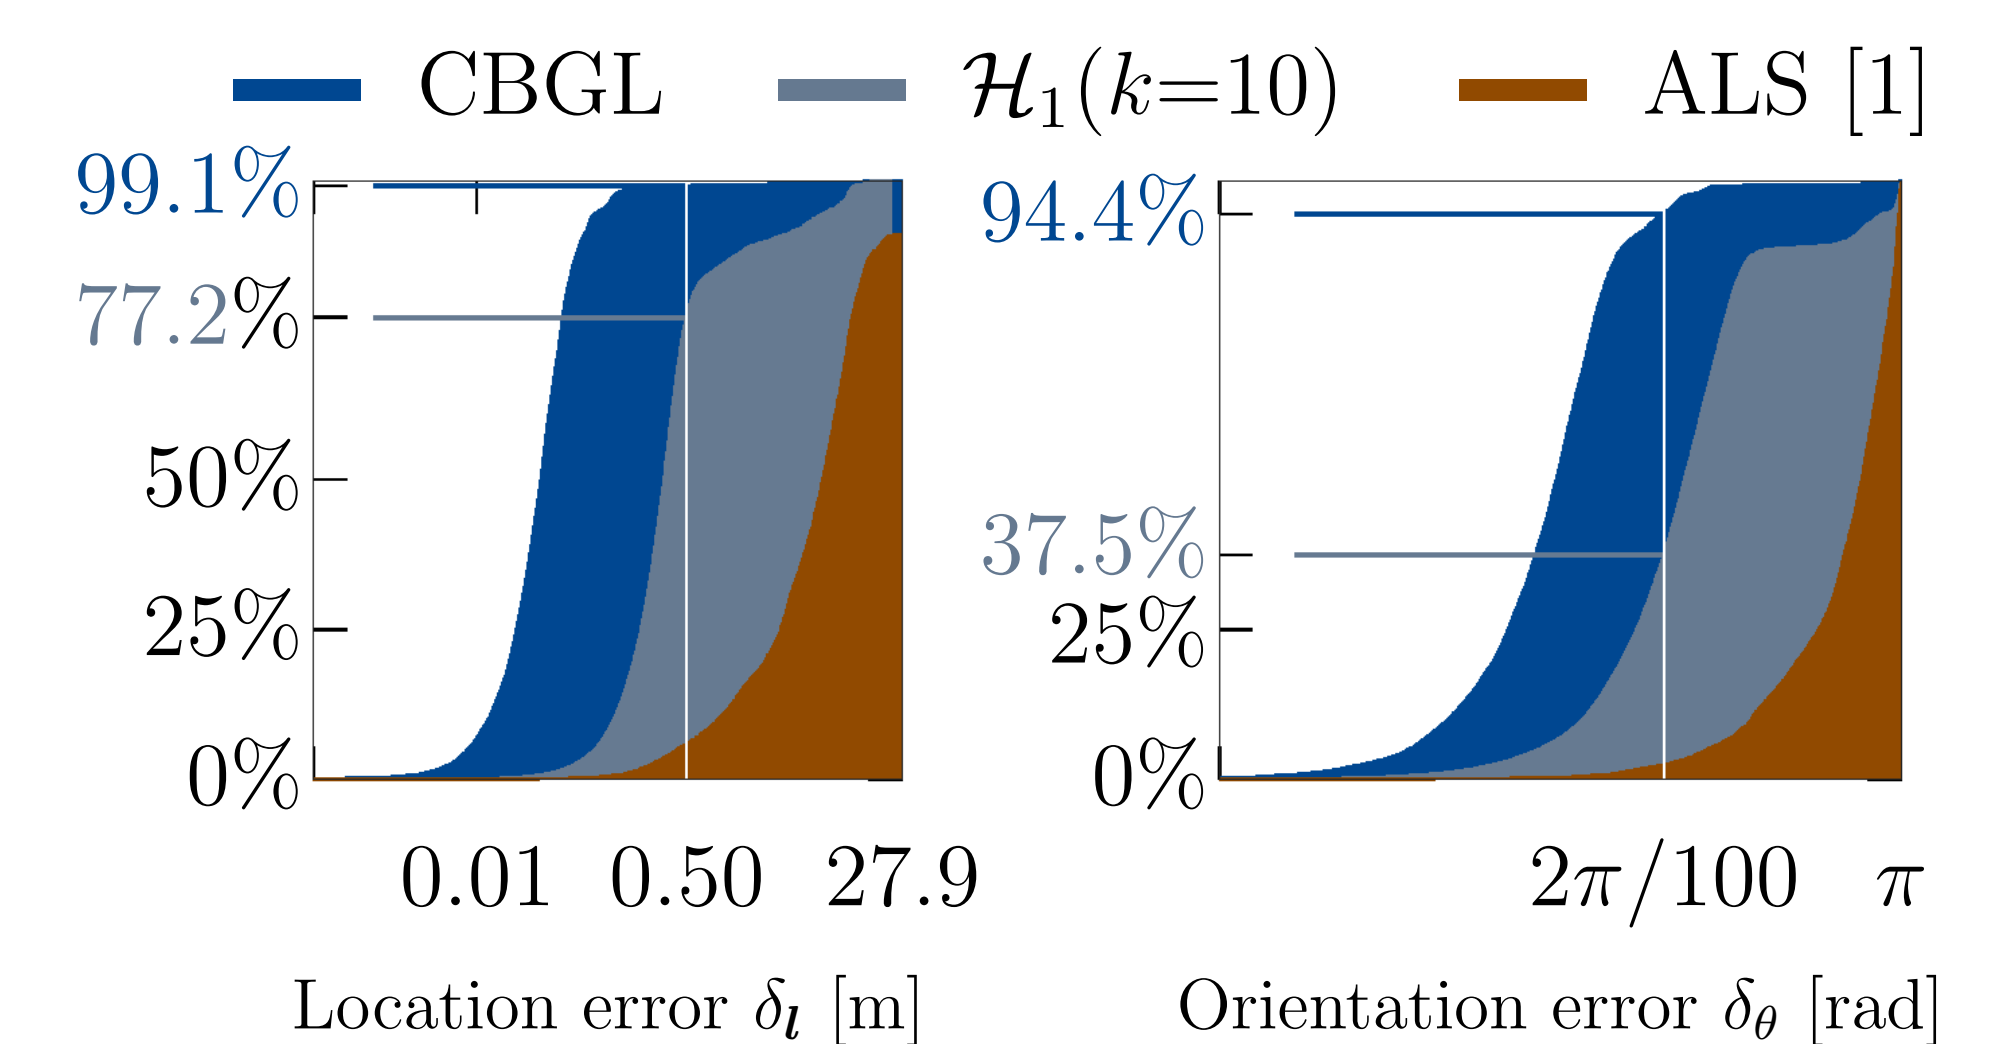 CBGL ℋ₁(k=10) ALS [1]
99.1%
77.2%
50%
25%
0%
0.01 0.50 27.9
Location error δₗ [m]
94.4%
37.5%
25%
0%
2π/100 π
Orientation error δ_θ [rad]